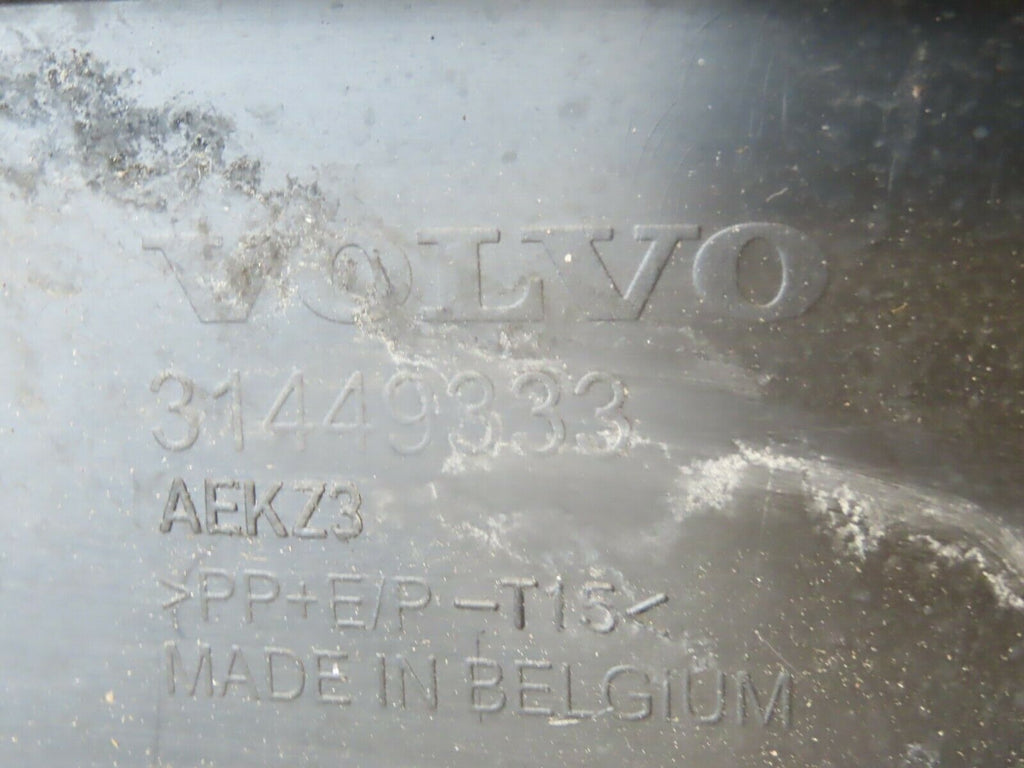 VOLVO
31449333
AEKZ3
>PP+E/P-T15<
MADE IN BELGIUM